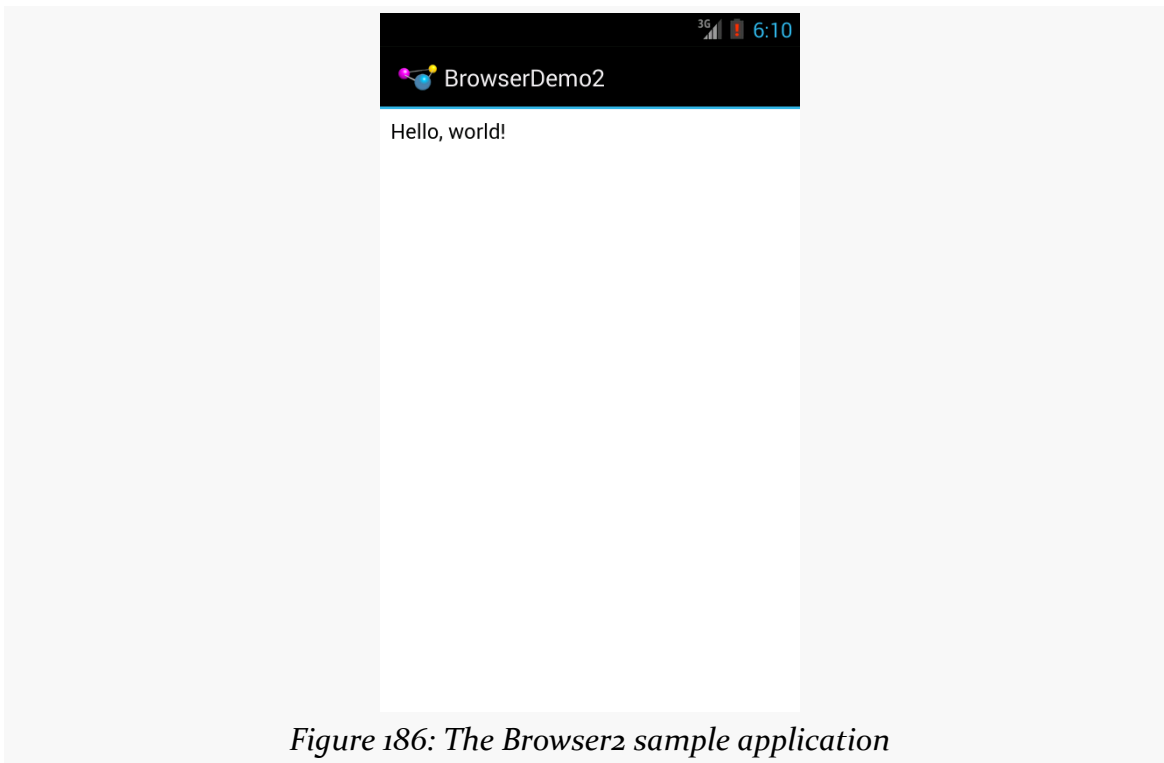 3G 6:10
BrowserDemo2
Hello, world!
Figure 186: The Browser2 sample application